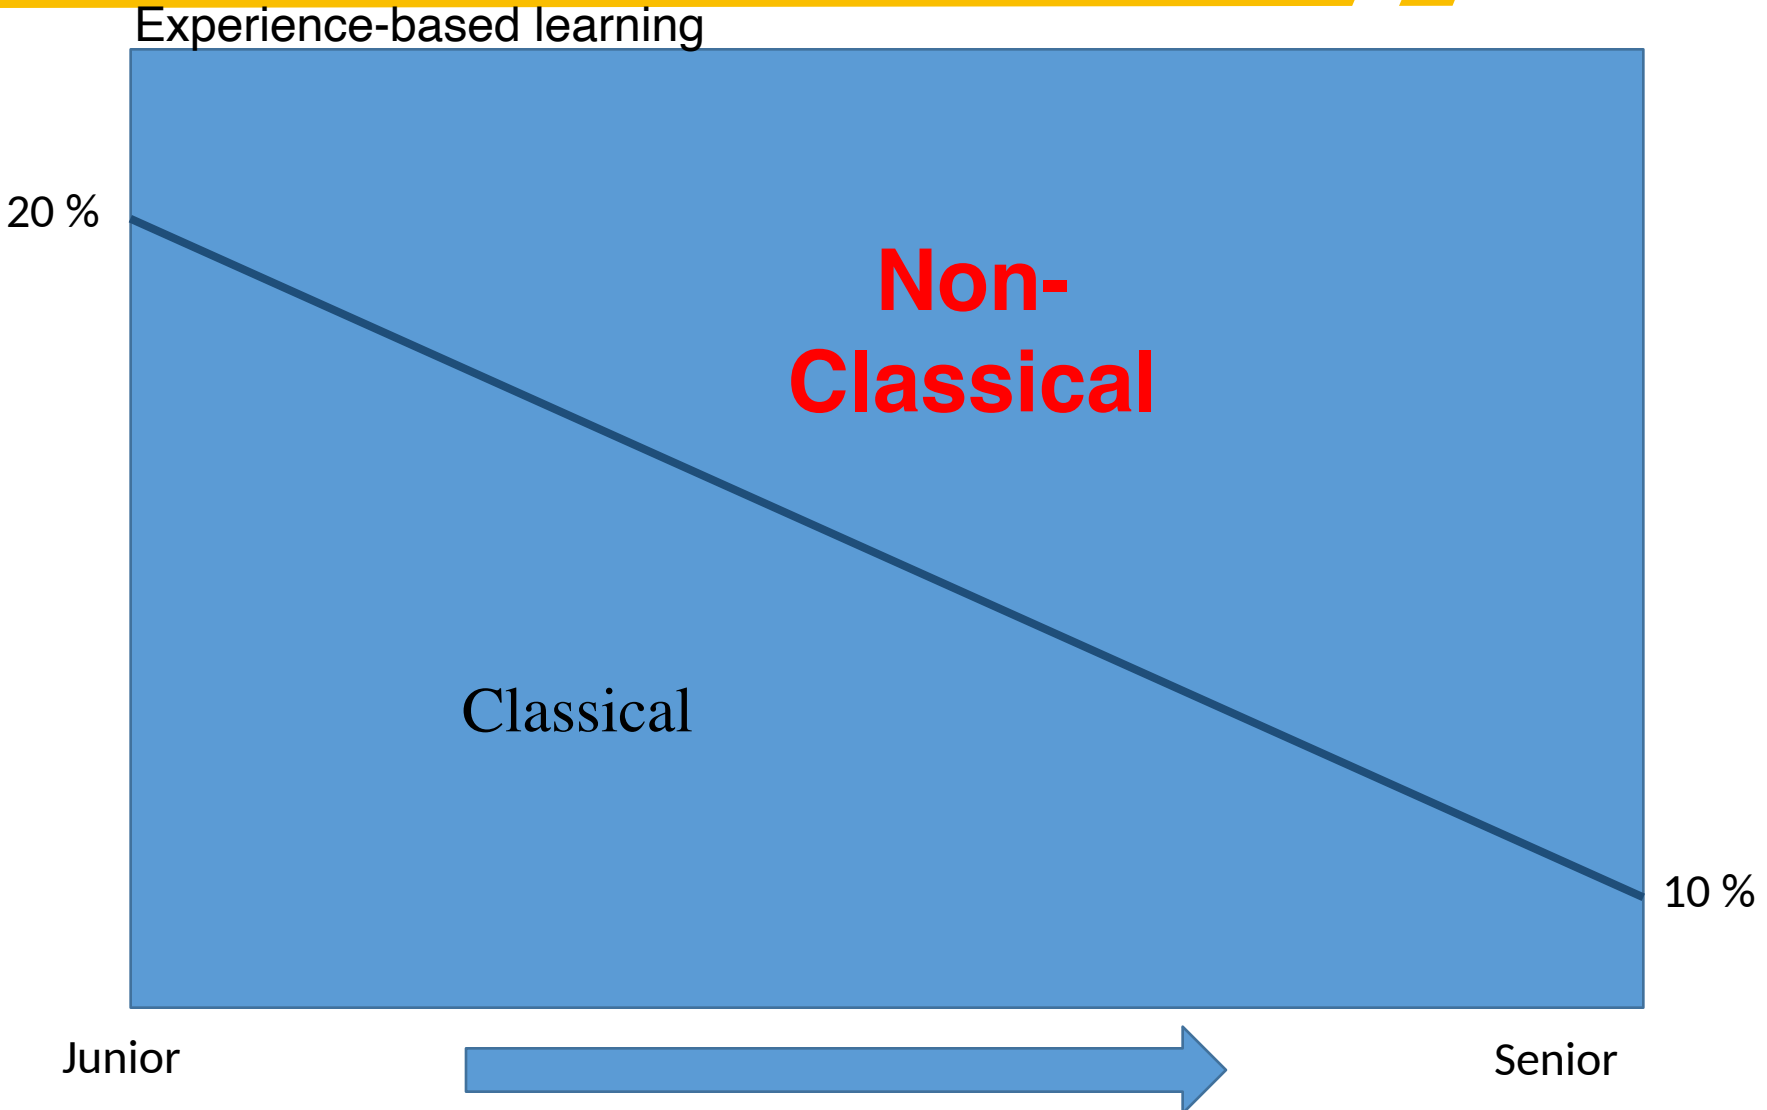 Experience-based learning
20 %
Non-
Classical
Classical
10 %
Junior
Senior